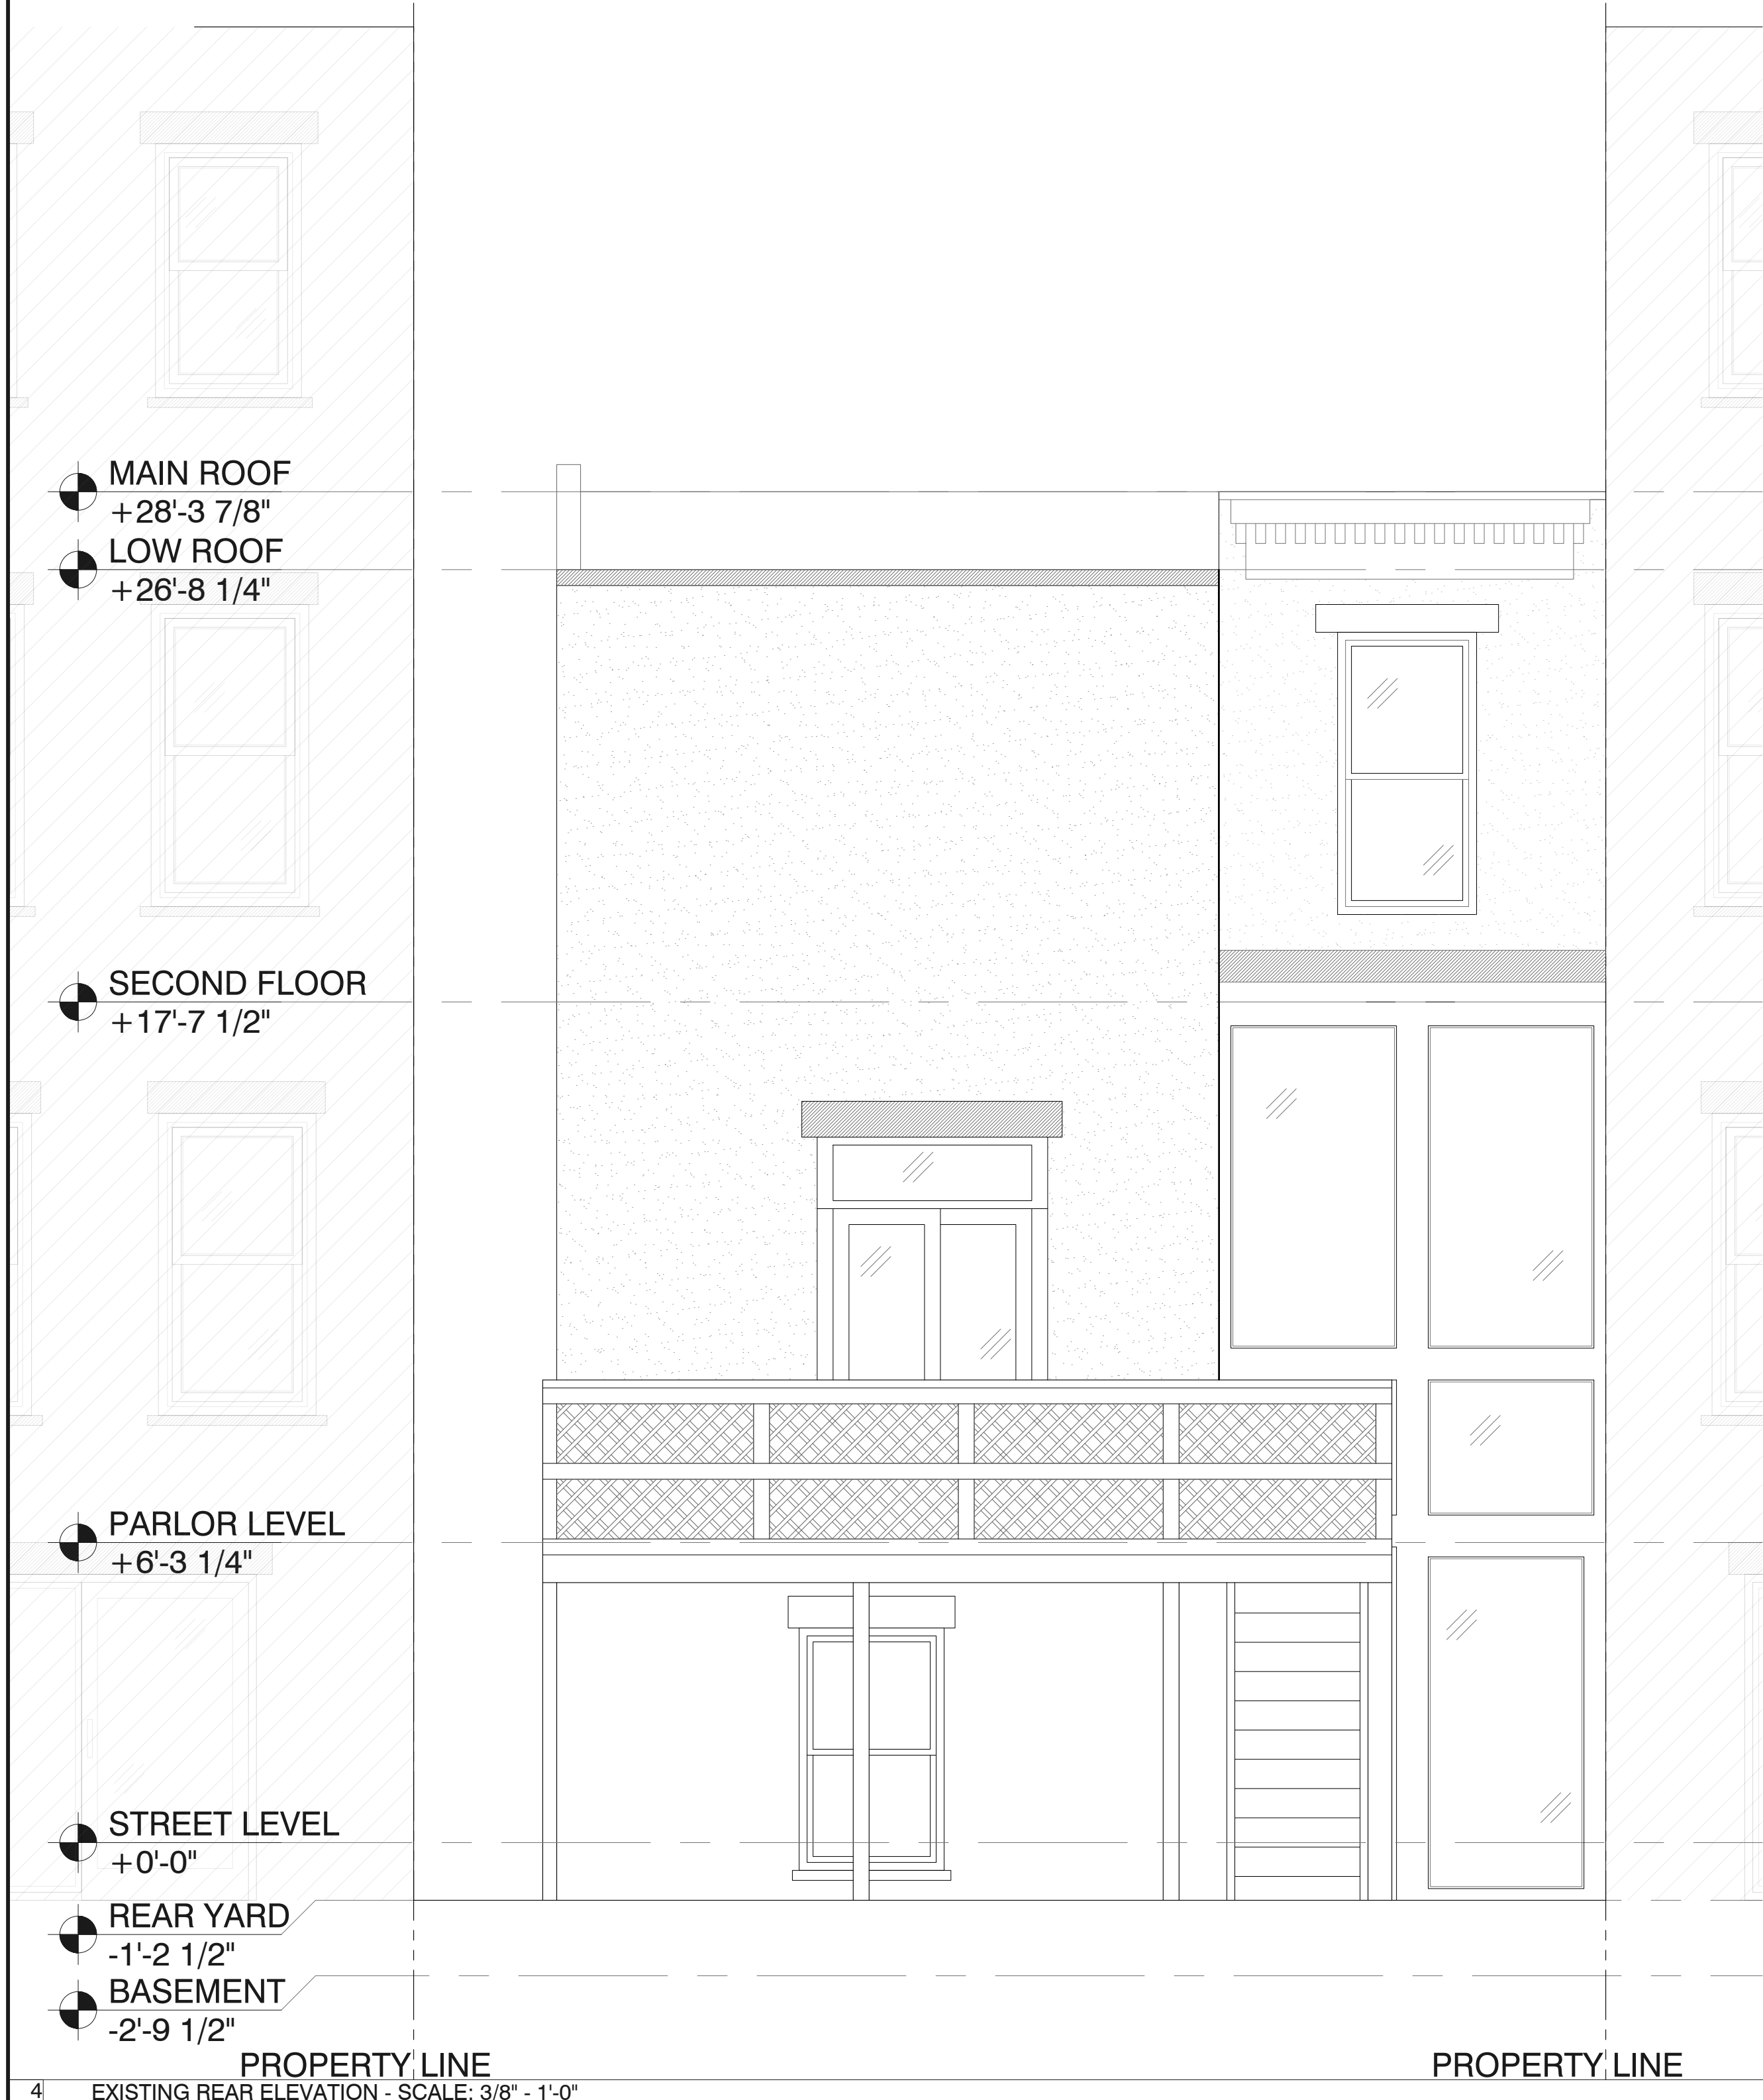 MAIN ROOF
+28'-3 7/8"
LOW ROOF
+26'-8 1/4"
SECOND FLOOR
+17'-7 1/2"
PARLOR LEVEL
+6'-3 1/4"
STREET LEVEL
+0'-0"
REAR YARD
-1'-2 1/2"
BASEMENT
-2'-9 1/2"
PROPERTY LINE
PROPERTY LINE
4 EXISTING REAR ELEVATION - SCALE: 3/8" - 1'-0"